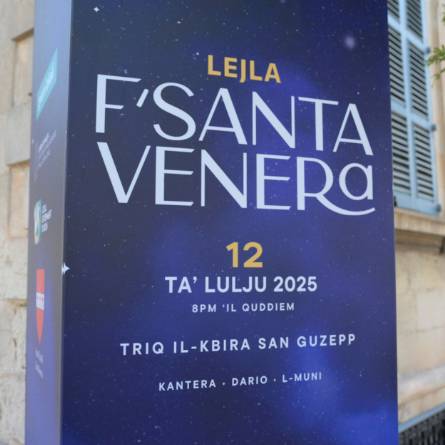 LEJLA
F'SANTA
VENERA
12
TA' LULJU 2025
8PM 'IL QUDDIEM
TRIQ IL-KBIRA SAN GUZEPP
KANTERA · DARIO · L-MUNI